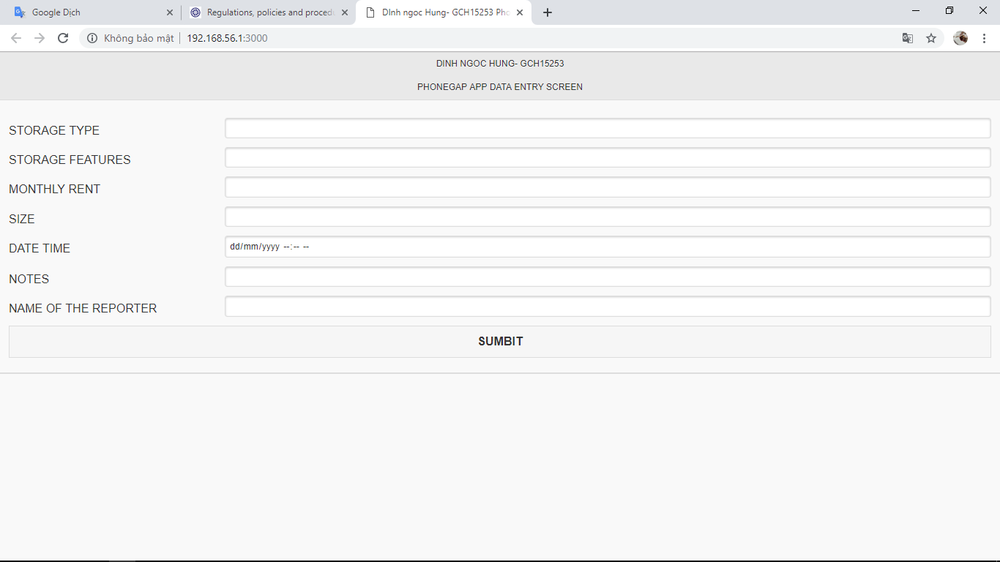 Google Dịch
Regulations, policies and procedu
DInh ngoc Hung- GCH15253 Pho
Không bảo mật
192.168.56.1:3000
DINH NGOC HUNG- GCH15253
PHONEGAP APP DATA ENTRY SCREEN
STORAGE TYPE
STORAGE FEATURES
MONTHLY RENT
SIZE
DATE TIME dd/mm/yyyy --:-- --
NOTES
NAME OF THE REPORTER
SUMBIT